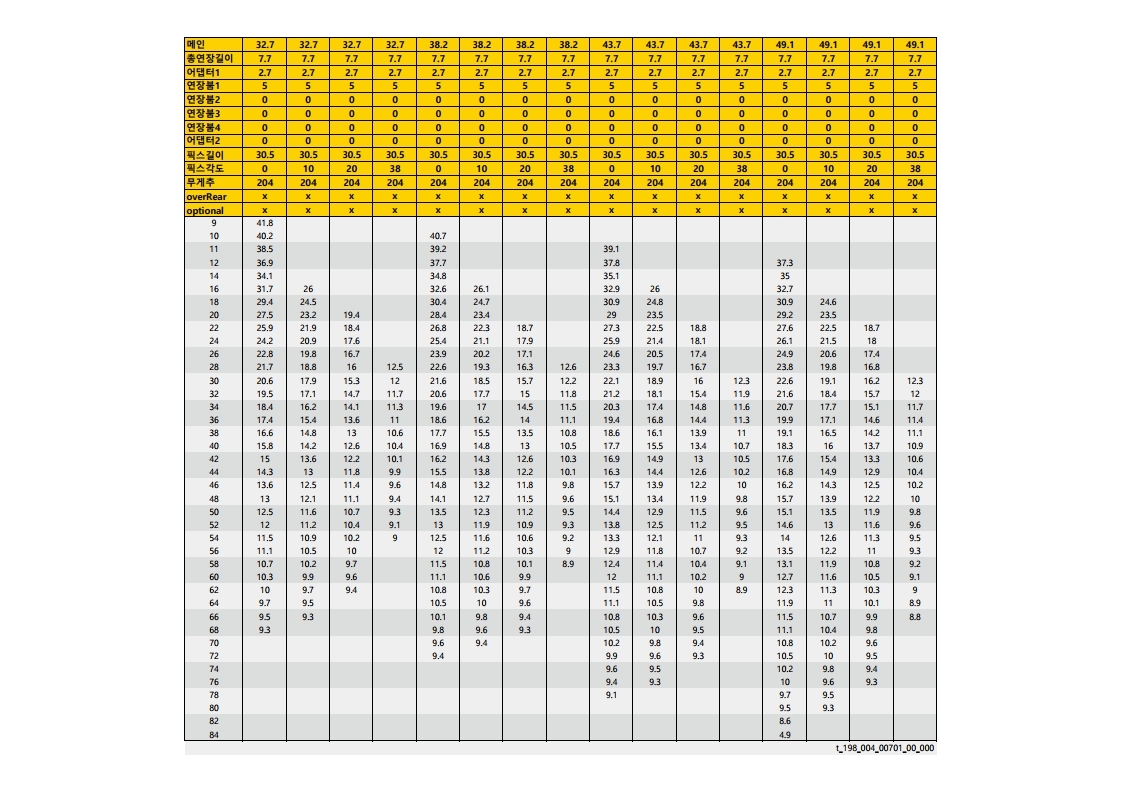 메인 32.7 32.7 32.7 32.7 38.2 38.2 38.2 38.2 43.7 43.7 43.7 43.7 49.1 49.1 49.1 49.1
총연장길이 7.7 7.7 7.7 7.7 7.7 7.7 7.7 7.7 7.7 7.7 7.7 7.7 7.7 7.7 7.7 7.7
어댑터1 2.7 2.7 2.7 2.7 2.7 2.7 2.7 2.7 2.7 2.7 2.7 2.7 2.7 2.7 2.7 2.7
연장붐1 5 5 5 5 5 5 5 5 5 5 5 5 5 5 5 5
연장붐2 0 0 0 0 0 0 0 0 0 0 0 0 0 0 0 0
연장붐3 0 0 0 0 0 0 0 0 0 0 0 0 0 0 0 0
연장붐4 0 0 0 0 0 0 0 0 0 0 0 0 0 0 0 0
어댑터2 0 0 0 0 0 0 0 0 0 0 0 0 0 0 0 0
픽스길이 30.5 30.5 30.5 30.5 30.5 30.5 30.5 30.5 30.5 30.5 30.5 30.5 30.5 30.5 30.5 30.5
픽스각도 0 10 20 38 0 10 20 38 0 10 20 38 0 10 20 38
무게추 204 204 204 204 204 204 204 204 204 204 204 204 204 204 204 204
overRear x x x x x x x x x x x x x x x x
optional x x x x x x x x x x x x x x x x
9 41.8
10 40.2 40.7
11 38.5 39.2 39.1
12 36.9 37.7 37.8 37.3
14 34.1 34.8 35.1 35
16 31.7 26 32.6 26.1 32.9 26 32.7
18 29.4 24.5 30.4 24.7 30.9 24.8 30.9 24.6
20 27.5 23.2 19.4 28.4 23.4 29 23.5 29.2 23.5
22 25.9 21.9 18.4 26.8 22.3 18.7 27.3 22.5 18.8 27.6 22.5 18.7
24 24.2 20.9 17.6 25.4 21.1 17.9 25.9 21.4 18.1 26.1 21.5 18
26 22.8 19.8 16.7 23.9 20.2 17.1 24.6 20.5 17.4 24.9 20.6 17.4
28 21.7 18.8 16 12.5 22.6 19.3 16.3 12.6 23.3 19.7 16.7 23.8 19.8 16.8
30 20.6 17.9 15.3 12 21.6 18.5 15.7 12.2 22.1 18.9 16 12.3 22.6 19.1 16.2 12.3
32 19.5 17.1 14.7 11.7 20.6 17.7 15 11.8 21.2 18.1 15.4 11.9 21.6 18.4 15.7 12
34 18.4 16.2 14.1 11.3 19.6 17 14.5 11.5 20.3 17.4 14.8 11.6 20.7 17.7 15.1 11.7
36 17.4 15.4 13.6 11 18.6 16.2 14 11.1 19.4 16.8 14.4 11.3 19.9 17.1 14.6 11.4
38 16.6 14.8 13 10.6 17.7 15.5 13.5 10.8 18.6 16.1 13.9 11 19.1 16.5 14.2 11.1
40 15.8 14.2 12.6 10.4 16.9 14.8 13 10.5 17.7 15.5 13.4 10.7 18.3 16 13.7 10.9
42 15 13.6 12.2 10.1 16.2 14.3 12.6 10.3 16.9 14.9 13 10.5 17.6 15.4 13.3 10.6
44 14.3 13 11.8 9.9 15.5 13.8 12.2 10.1 16.3 14.4 12.6 10.2 16.8 14.9 12.9 10.4
46 13.6 12.5 11.4 9.6 14.8 13.2 11.8 9.8 15.7 13.9 12.2 10 16.2 14.3 12.5 10.2
48 13 12.1 11.1 9.4 14.1 12.7 11.5 9.6 15.1 13.4 11.9 9.8 15.7 13.9 12.2 10
50 12.5 11.6 10.7 9.3 13.5 12.3 11.2 9.5 14.4 12.9 11.5 9.6 15.1 13.5 11.9 9.8
52 12 11.2 10.4 9.1 13 11.9 10.9 9.3 13.8 12.5 11.2 9.5 14.6 13 11.6 9.6
54 11.5 10.9 10.2 9 12.5 11.6 10.6 9.2 13.3 12.1 11 9.3 14 12.6 11.3 9.5
56 11.1 10.5 10 12 11.2 10.3 9 12.9 11.8 10.7 9.2 13.5 12.2 11 9.3
58 10.7 10.2 9.7 11.5 10.8 10.1 8.9 12.4 11.4 10.4 9.1 13.1 11.9 10.8 9.2
60 10.3 9.9 9.6 11.1 10.6 9.9 12 11.1 10.2 9 12.7 11.6 10.5 9.1
62 10 9.7 9.4 10.8 10.3 9.7 11.5 10.8 10 8.9 12.3 11.3 10.3 9
64 9.7 9.5 10.5 10 9.6 11.1 10.5 9.8 11.9 11 10.1 8.9
66 9.5 9.3 10.1 9.8 9.4 10.8 10.3 9.6 11.5 10.7 9.9 8.8
68 9.3 9.8 9.6 9.3 10.5 10 9.5 11.1 10.4 9.8
70 9.6 9.4 10.2 9.8 9.4 10.8 10.2 9.6
72 9.4 9.9 9.6 9.3 10.5 10 9.5
74 9.6 9.5 10.2 9.8 9.4
76 9.4 9.3 10 9.6 9.3
78 9.1 9.7 9.5
80 9.5 9.3
82 8.6
84 4.9
t_198_004_00701_00_000